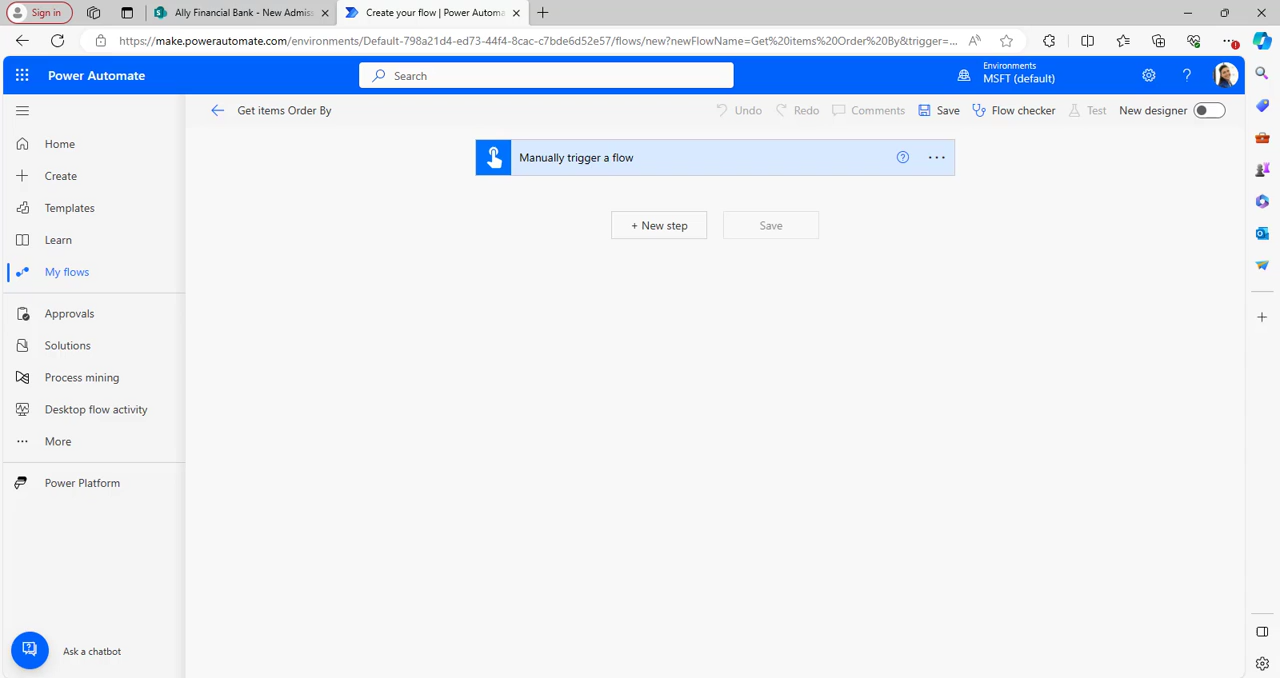 Sign in
Ally Financial Bank - New Admiss
Create your flow | Power Automa
https://make.powerautomate.com/environments/Default-798a21d4-ed73-44f4-8cac-c7bde6d52e57/flows/new?newFlowName=Get%20items%20Order%20By&trigger=...
Power Automate
Search
Environments
MSFT (default)
Get items Order By
Undo
Redo
Comments
Save
Flow checker
Test
New designer
Home
Create
Templates
Learn
My flows
Approvals
Solutions
Process mining
Desktop flow activity
More
Power Platform
Ask a chatbot
Manually trigger a flow
+ New step
Save